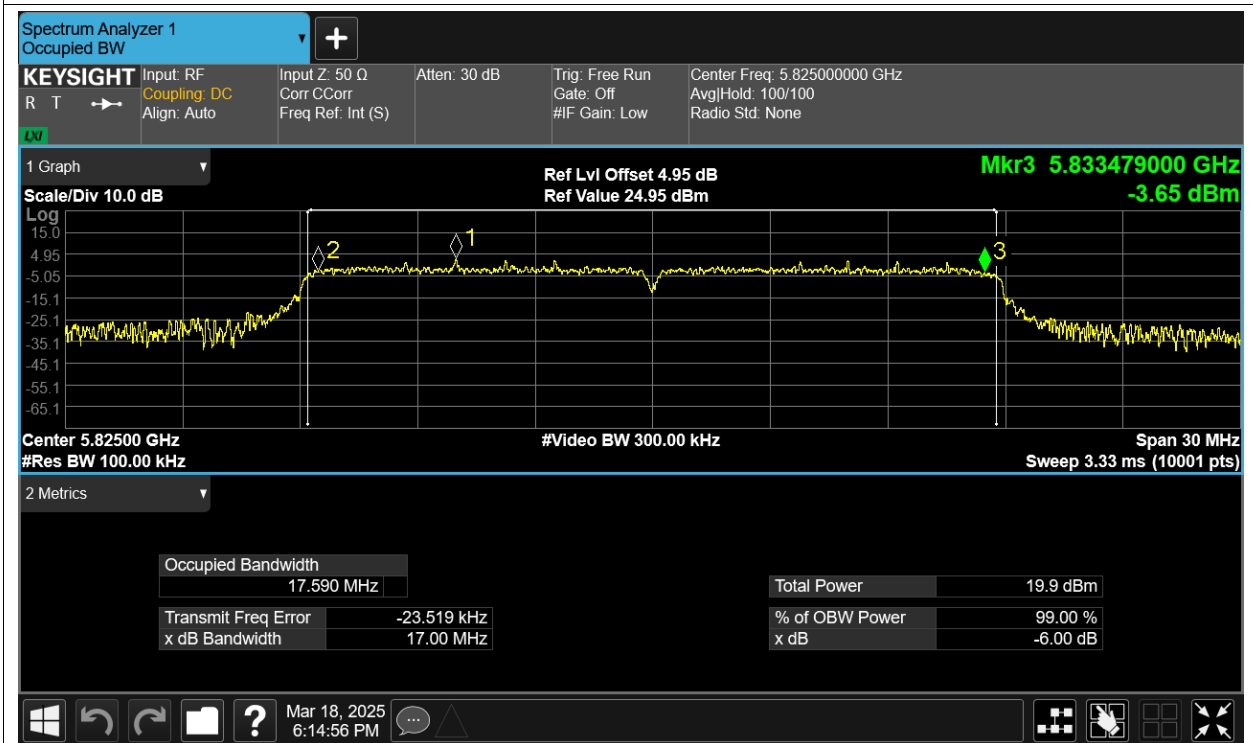 Spectrum Analyzer 1
Occupied BW
KEYSIGHT
R T
LXI
Input: RF
Coupling: DC
Align: Auto
Input Z: 50 Ω
Corr CCorr
Freq Ref: Int (S)
Atten: 30 dB
Trig: Free Run
Gate: Off
#IF Gain: Low
Center Freq: 5.825000000 GHz
Avg|Hold: 100/100
Radio Std: None
1 Graph
Scale/Div 10.0 dB
Ref Lvl Offset 4.95 dB
Ref Value 24.95 dBm
Mkr3 5.833479000 GHz
-3.65 dBm
Log
15.0
4.95
-5.05
-15.1
-25.1
-35.1
-45.1
-55.1
-65.1
2
1
3
Center 5.82500 GHz
#Res BW 100.00 kHz
#Video BW 300.00 kHz
Span 30 MHz
Sweep 3.33 ms (10001 pts)
2 Metrics
Occupied Bandwidth
17.590 MHz
Transmit Freq Error -23.519 kHz
x dB Bandwidth 17.00 MHz
Total Power 19.9 dBm
% of OBW Power 99.00 %
x dB -6.00 dB
?
Mar 18, 2025
6:14:56 PM